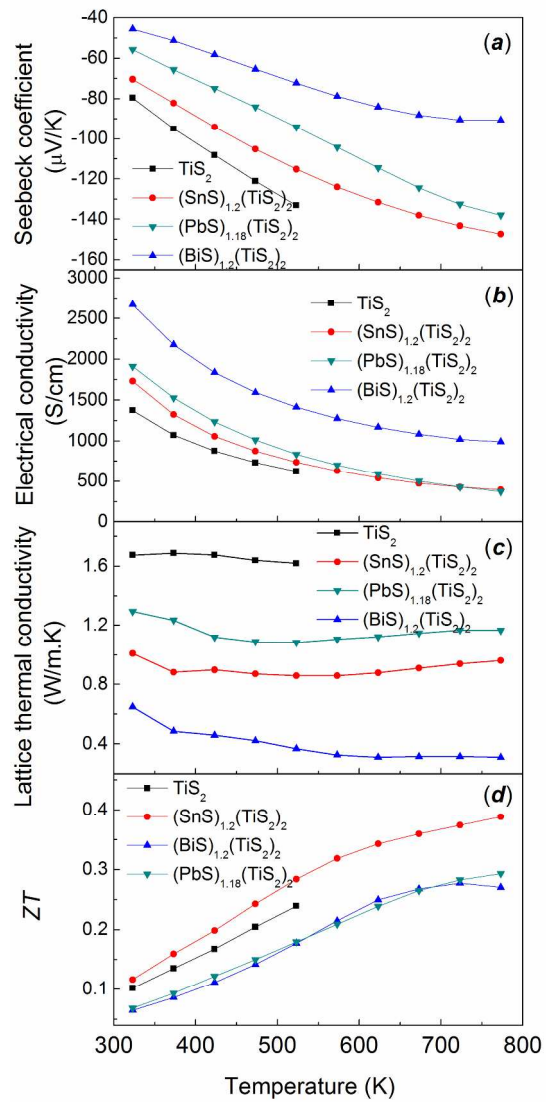 -40
(a)
-60
-80
-100
-120
-140
-160
Seebeck coefficient
(μV/K)
TiS2
(SnS)1.2(TiS2)2
(PbS)1.18(TiS2)2
(BiS)1.2(TiS2)2
3000
(b)
2500
2000
1500
1000
500
0
Electrical conductivity
(S/cm)
TiS2
(SnS)1.2(TiS2)2
(PbS)1.18(TiS2)2
(BiS)1.2(TiS2)2
1.6
1.2
0.8
0.4
Lattice thermal conductivity
(W/m.K)
TiS2
(c)
(SnS)1.2(TiS2)2
(PbS)1.18(TiS2)2
(BiS)1.2(TiS2)2
0.4
0.3
0.2
0.1
ZT
TiS2
(d)
(SnS)1.2(TiS2)2
(BiS)1.2(TiS2)2
(PbS)1.18(TiS2)2
300 400 500 600 700 800
Temperature (K)